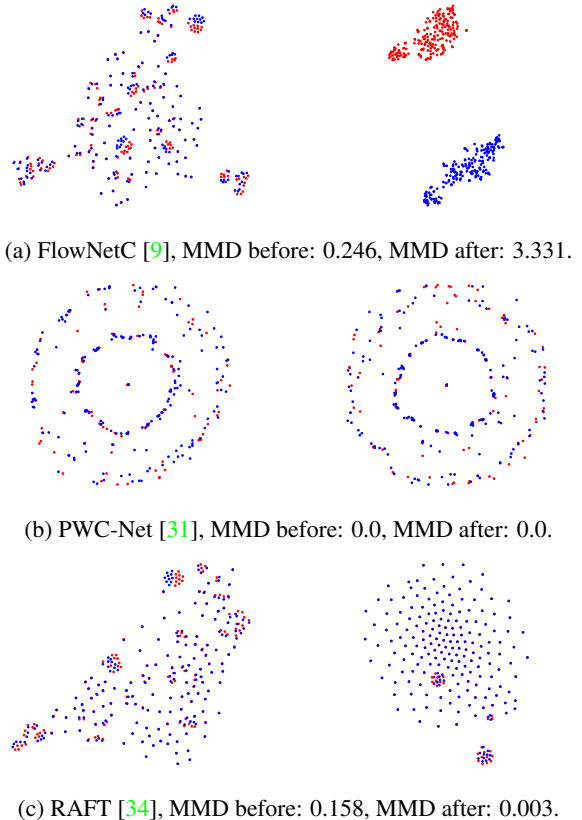 (a) FlowNetC [9], MMD before: 0.246, MMD after: 3.331.
(b) PWC-Net [31], MMD before: 0.0, MMD after: 0.0.
(c) RAFT [34], MMD before: 0.158, MMD after: 0.003.